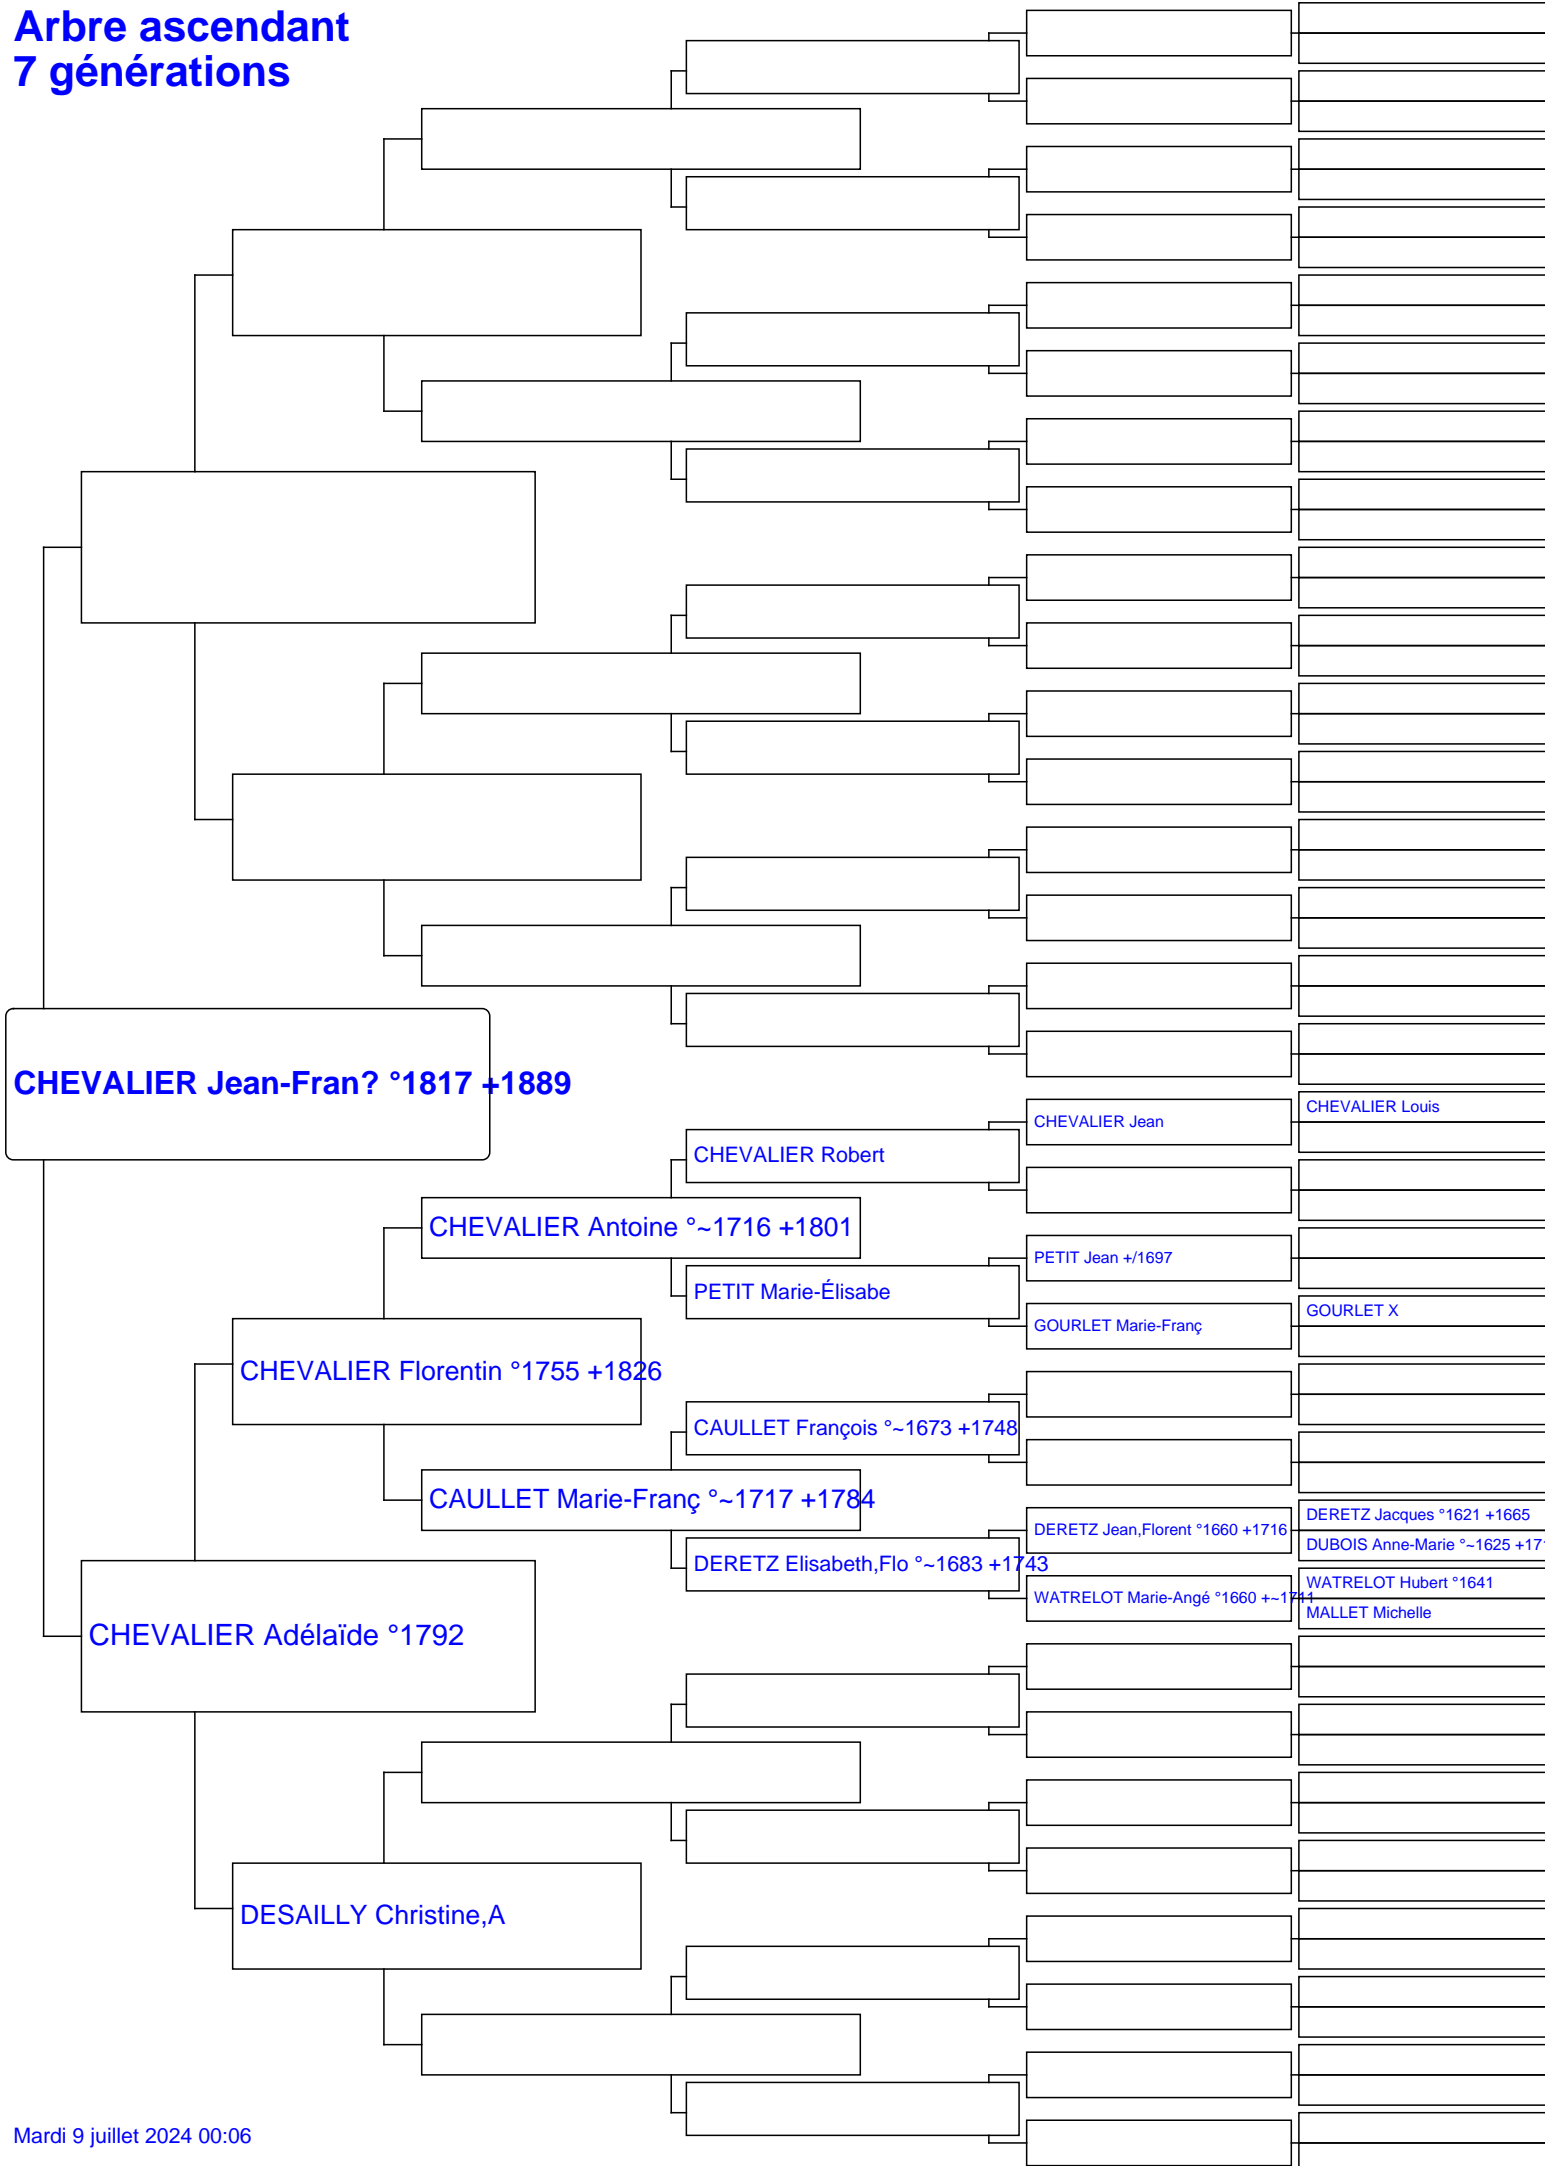 Arbre ascendant
7 générations
CHEVALIER Jean-Fran? °1817 +1889
CHEVALIER Louis
CHEVALIER Jean
CHEVALIER Robert
CHEVALIER Antoine °~1716 +1801
PETIT Jean +/1697
PETIT Marie-Élisabe
GOURLET X
GOURLET Marie-Franç
CHEVALIER Florentin °1755 +1826
CAULLET François °~1673 +1748
CAULLET Marie-Franç °~1717 +1784
DERETZ Jacques °1621 +1665
DERETZ Jean,Florent °1660 +1716
DUBOIS Anne-Marie °~1625 +171
DERETZ Elisabeth,Flo °~1683 +1743
WATRELOT Hubert °1641
WATRELOT Marie-Angé °1660 +~1711
MALLET Michelle
CHEVALIER Adélaïde °1792
DESAILLY Christine,A
Mardi 9 juillet 2024 00:06